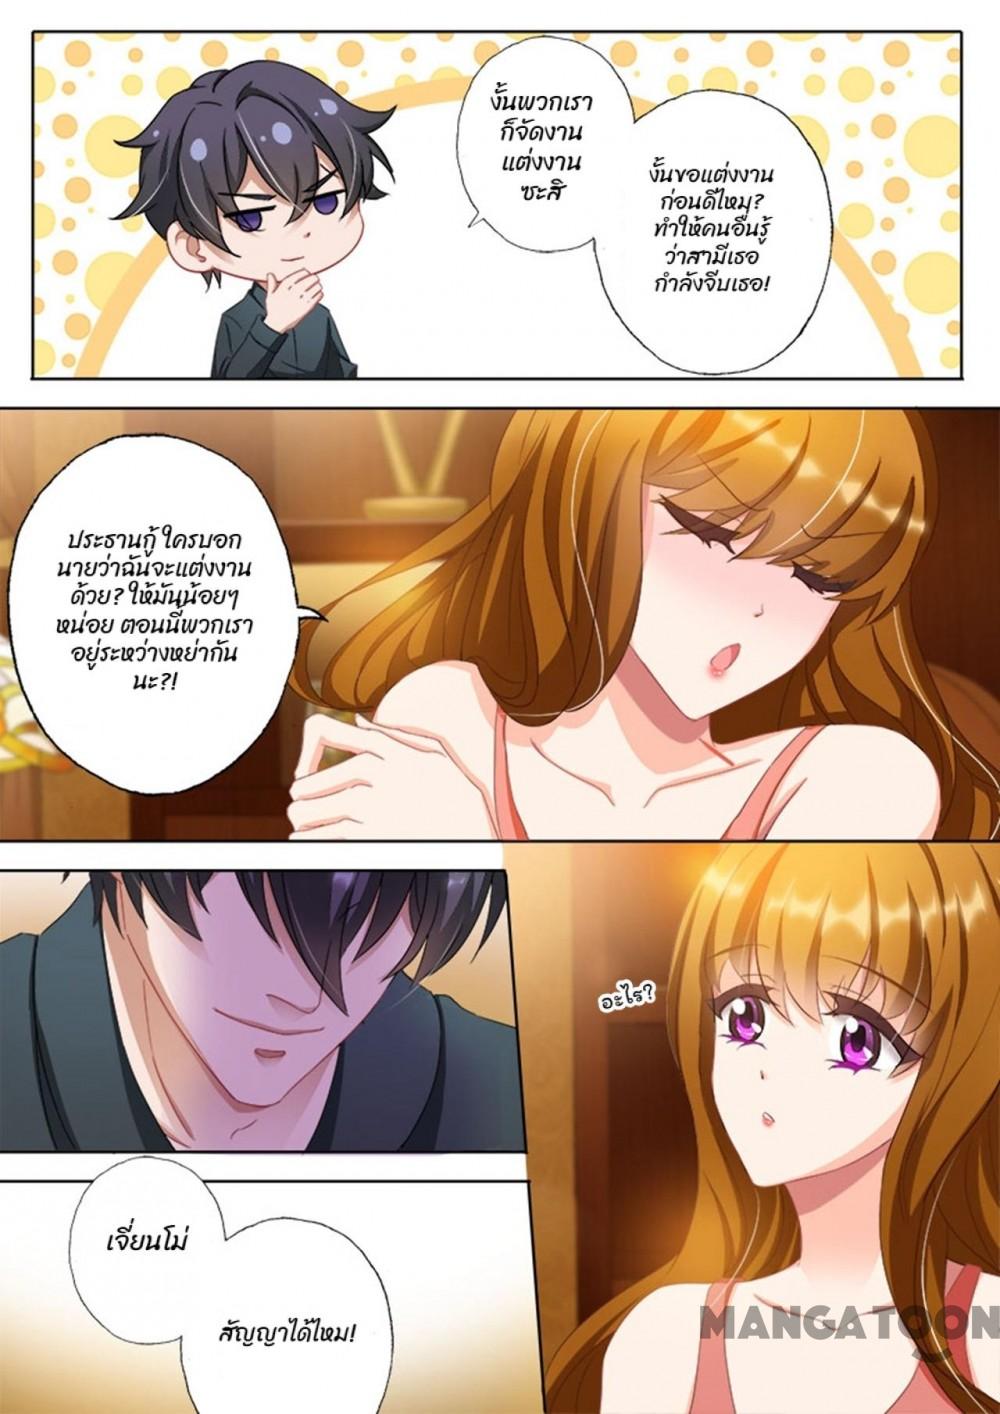 งั้นพวกเรา
ก็จัดงาน
แต่งงาน
ซะสิ
งั้นขอแต่งงาน
ก่อนดีไหม?
ทำให้คนอื่นรู้
ว่าสามีเธอ
กำลังจีบเธอ!
ประธานกู้ ใครบอก
นายว่าฉันจะแต่งงาน
ด้วย? ให้มันน้อยๆ
หน่อย ตอนนี้พวกเรา
อยู่ระหว่างหย่ากัน
นะ?!
อะไร?
เจี่ยนโม่
สัญญาได้ไหม!
MANGATOON